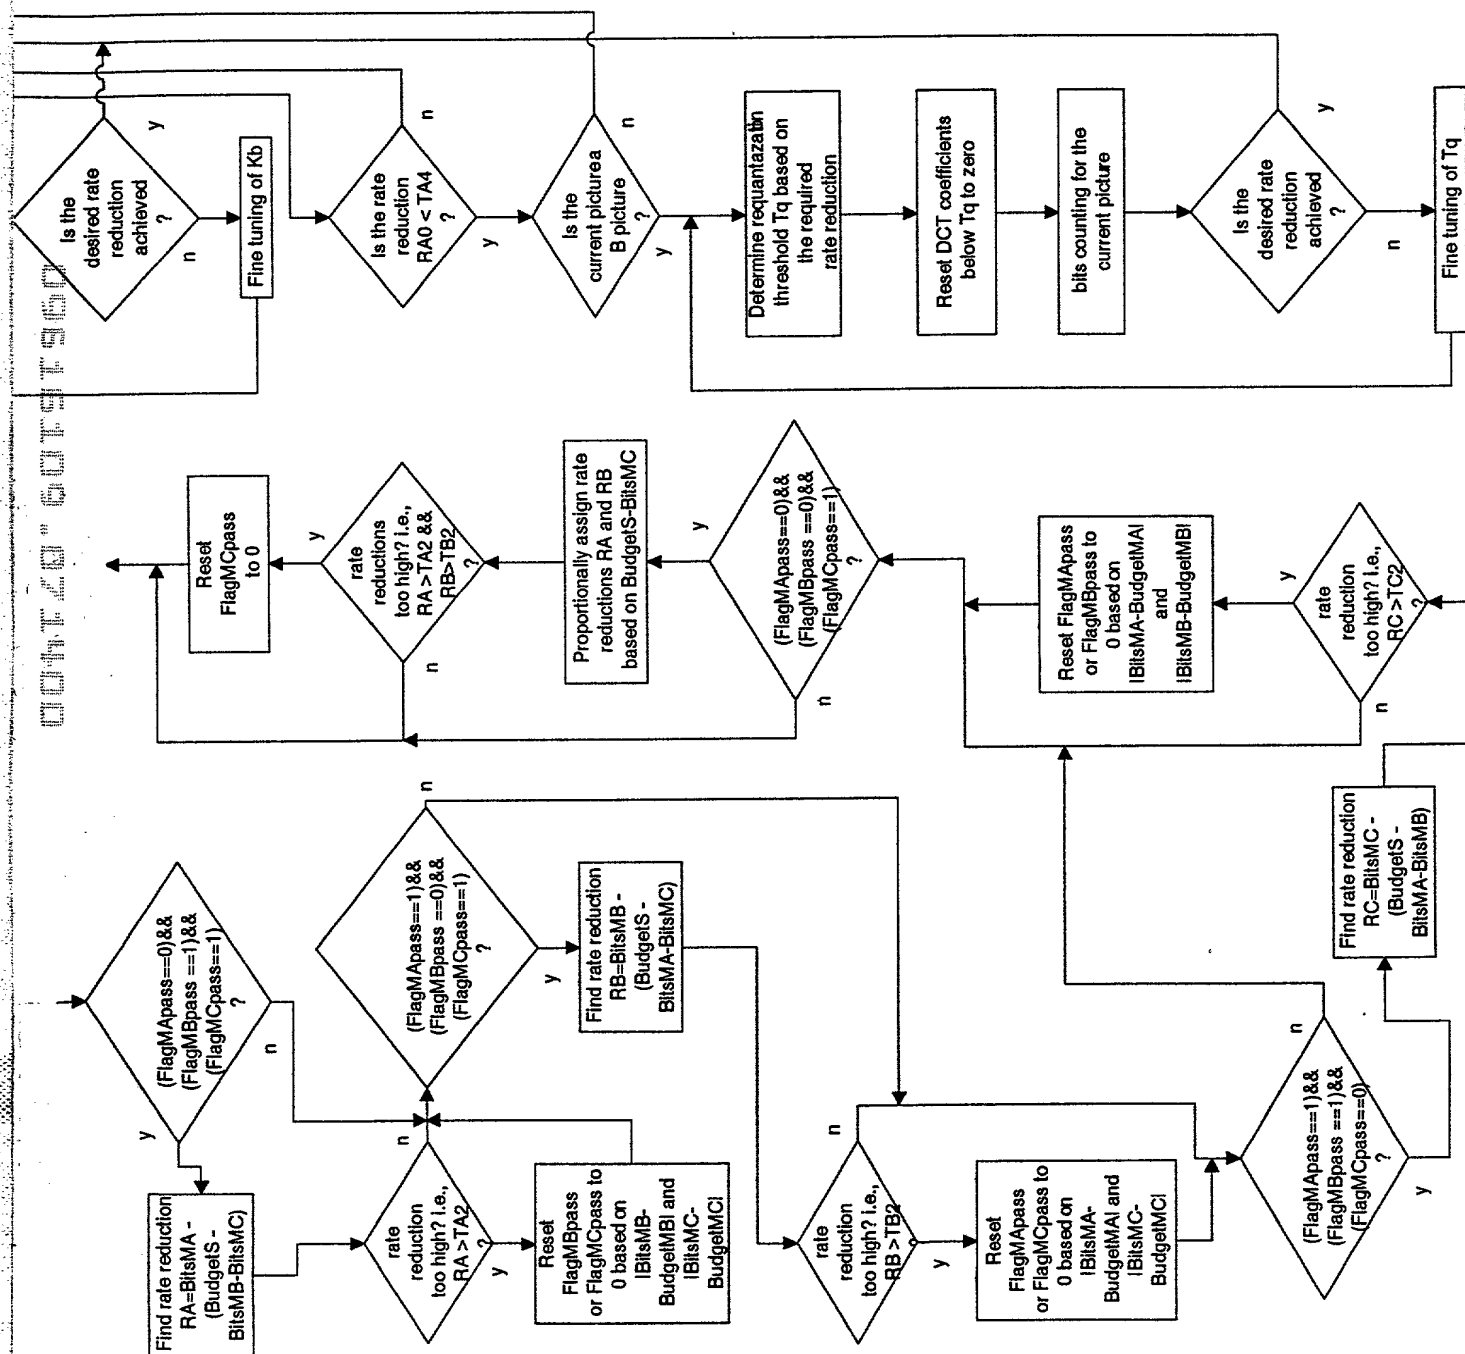 (FlagMApass==0)&&
(FlagMBpass ==1)&&
(FlagMCpass==1)
?
y
n
Find rate reduction
RA=BitsMA -
(BudgetS -
BitsMB-BitsMC)
rate
reduction
too high? i.e.,
RA >TA2
?
n
y
Reset
FlagMBpass
or FlagMCpass to
0 based on
|BitsMB-
BudgetMB| and
|BitsMC-
BudgetMC|
(FlagMApass==1)&&
(FlagMBpass ==0)&&
(FlagMCpass==1)
?
n
y
Find rate reduction
RB=BitsMB -
(BudgetS -
BitsMA-BitsMC)
rate
reduction
too high? i.e.,
RB >TB2
?
n
y
Reset
FlagMApass
or FlagMCpass to
0 based on
|BitsMA-
BudgetMA| and
|BitsMC-
BudgetMC|
(FlagMApass==1)&&
(FlagMBpass ==1)&&
(FlagMCpass==0)
?
n
y
Find rate reduction
RC=BitsMC -
(BudgetS -
BitsMA-BitsMB)
Reset
FlagMCpass
to 0
y
rate
reductions
too high? i.e.,
RA >TA2 &&
RB>TB2
?
n
Proportionally assign rate
reductions RA and RB
based on BudgetS-BitsMC
y
(FlagMApass==0)&&
(FlagMBpass ==0)&&
(FlagMCpass==1)
?
n
Reset FlagMApass
or FlagMBpass to
0 based on
|BitsMA-BudgetMA|
and
|BitsMB-BudgetMB|
y
rate
reduction
too high? i.e.,
RC >TC2
?
n
Is the
desired rate
reduction
achieved
?
y
n
Fine tuning of Kb
Is the rate
reduction
RA0 < TA4
?
n
y
Is the
current picturea
B picture
?
n
y
Determine requantazation
threshold Tq based on
the required
rate reduction
Reset DCT coefficients
below Tq to zero
bits counting for the
current picture
Is the
desired rate
reduction
achieved
?
y
n
Fine tuning of Tq